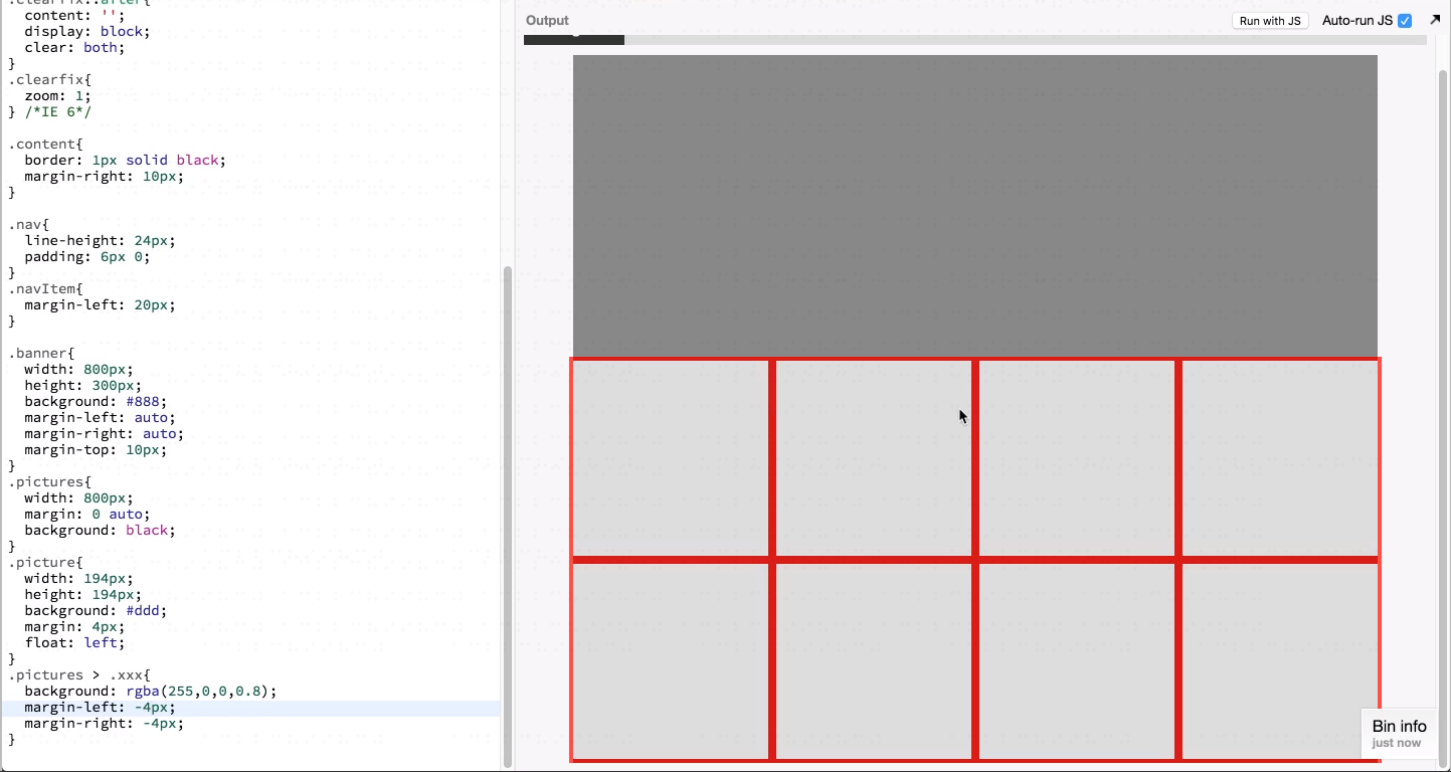 .clearfix::after{
content: '';
display: block;
clear: both;
}
.clearfix{
zoom: 1;
} /*IE 6*/
.content{
border: 1px solid black;
margin-right: 10px;
}
.nav{
line-height: 24px;
padding: 6px 0;
}
.navItem{
margin-left: 20px;
}
.banner{
width: 800px;
height: 300px;
background: #888;
margin-left: auto;
margin-right: auto;
margin-top: 10px;
}
.pictures{
width: 800px;
margin: 0 auto;
background: black;
}
.picture{
width: 194px;
height: 194px;
background: #ddd;
margin: 4px;
float: left;
}
.pictures > .xxx{
background: rgba(255,0,0,0.8);
margin-left: -4px;
margin-right: -4px;
}
Output
Run with JS
Auto-run JS
Bin info
just now